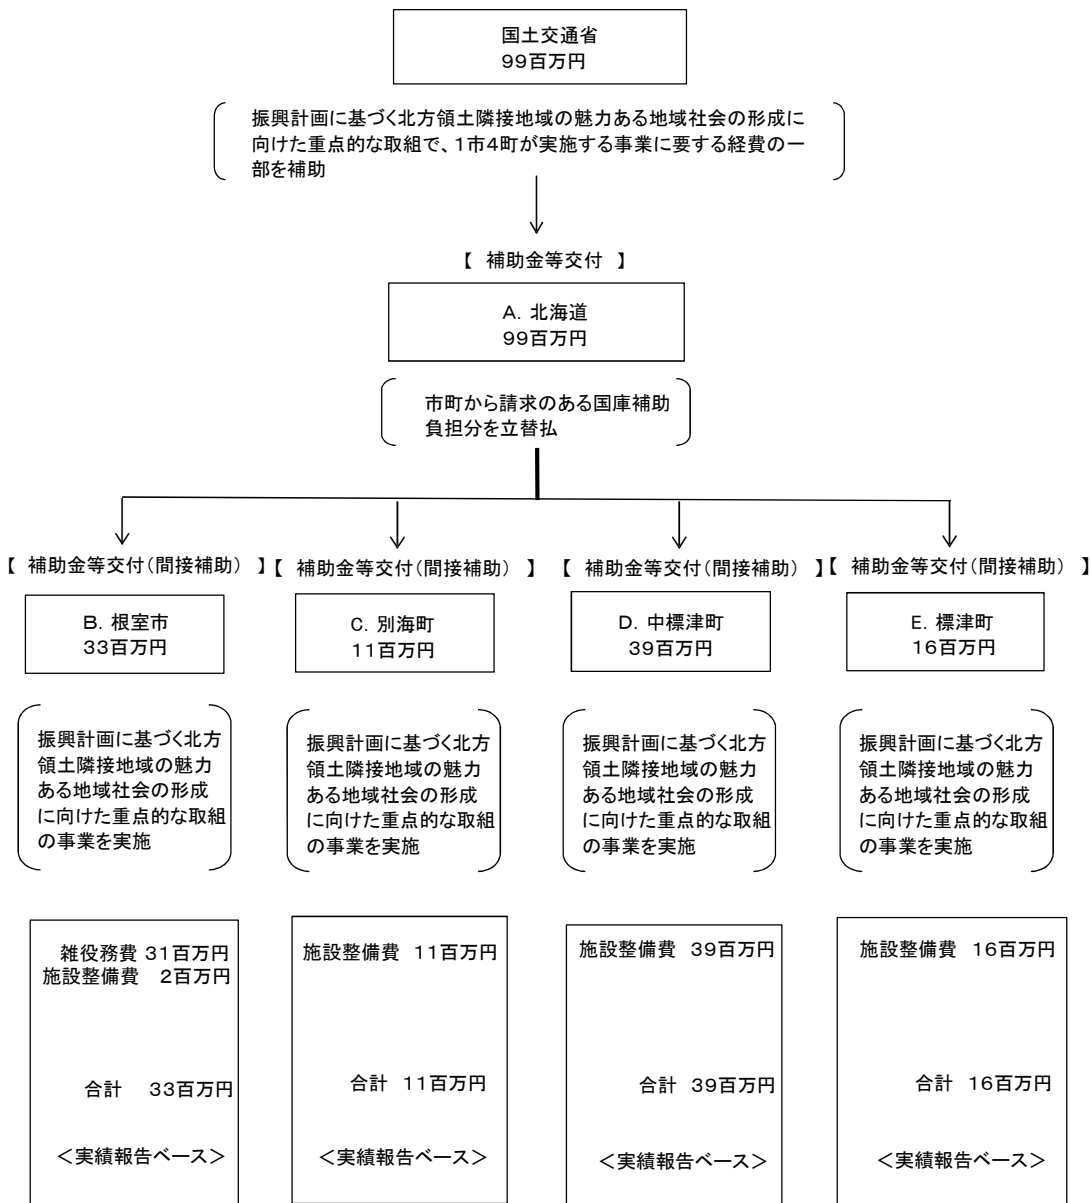 国土交通省
99百万円
振興計画に基づく北方領土隣接地域の魅力ある地域社会の形成に
向けた重点的な取組で、1市4町が実施する事業に要する経費の一
部を補助
【 補助金等交付 】
A. 北海道
99百万円
市町から請求のある国庫補助
負担分を立替払
【 補助金等交付(間接補助) 】
B. 根室市
33百万円
振興計画に基づく北方
領土隣接地域の魅力
ある地域社会の形成
に向けた重点的な取組
の事業を実施
雑役務費 31百万円
施設整備費 2百万円
合計 33百万円
<実績報告ベース>
【 補助金等交付(間接補助) 】
C. 別海町
11百万円
振興計画に基づく北方
領土隣接地域の魅力
ある地域社会の形成
に向けた重点的な取組
の事業を実施
施設整備費 11百万円
合計 11百万円
<実績報告ベース>
【 補助金等交付(間接補助) 】
D. 中標津町
39百万円
振興計画に基づく北方
領土隣接地域の魅力
ある地域社会の形成
に向けた重点的な取組
の事業を実施
施設整備費 39百万円
合計 39百万円
<実績報告ベース>
【 補助金等交付(間接補助) 】
E. 標津町
16百万円
振興計画に基づく北方
領土隣接地域の魅力
ある地域社会の形成
に向けた重点的な取組
の事業を実施
施設整備費 16百万円
合計 16百万円
<実績報告ベース>